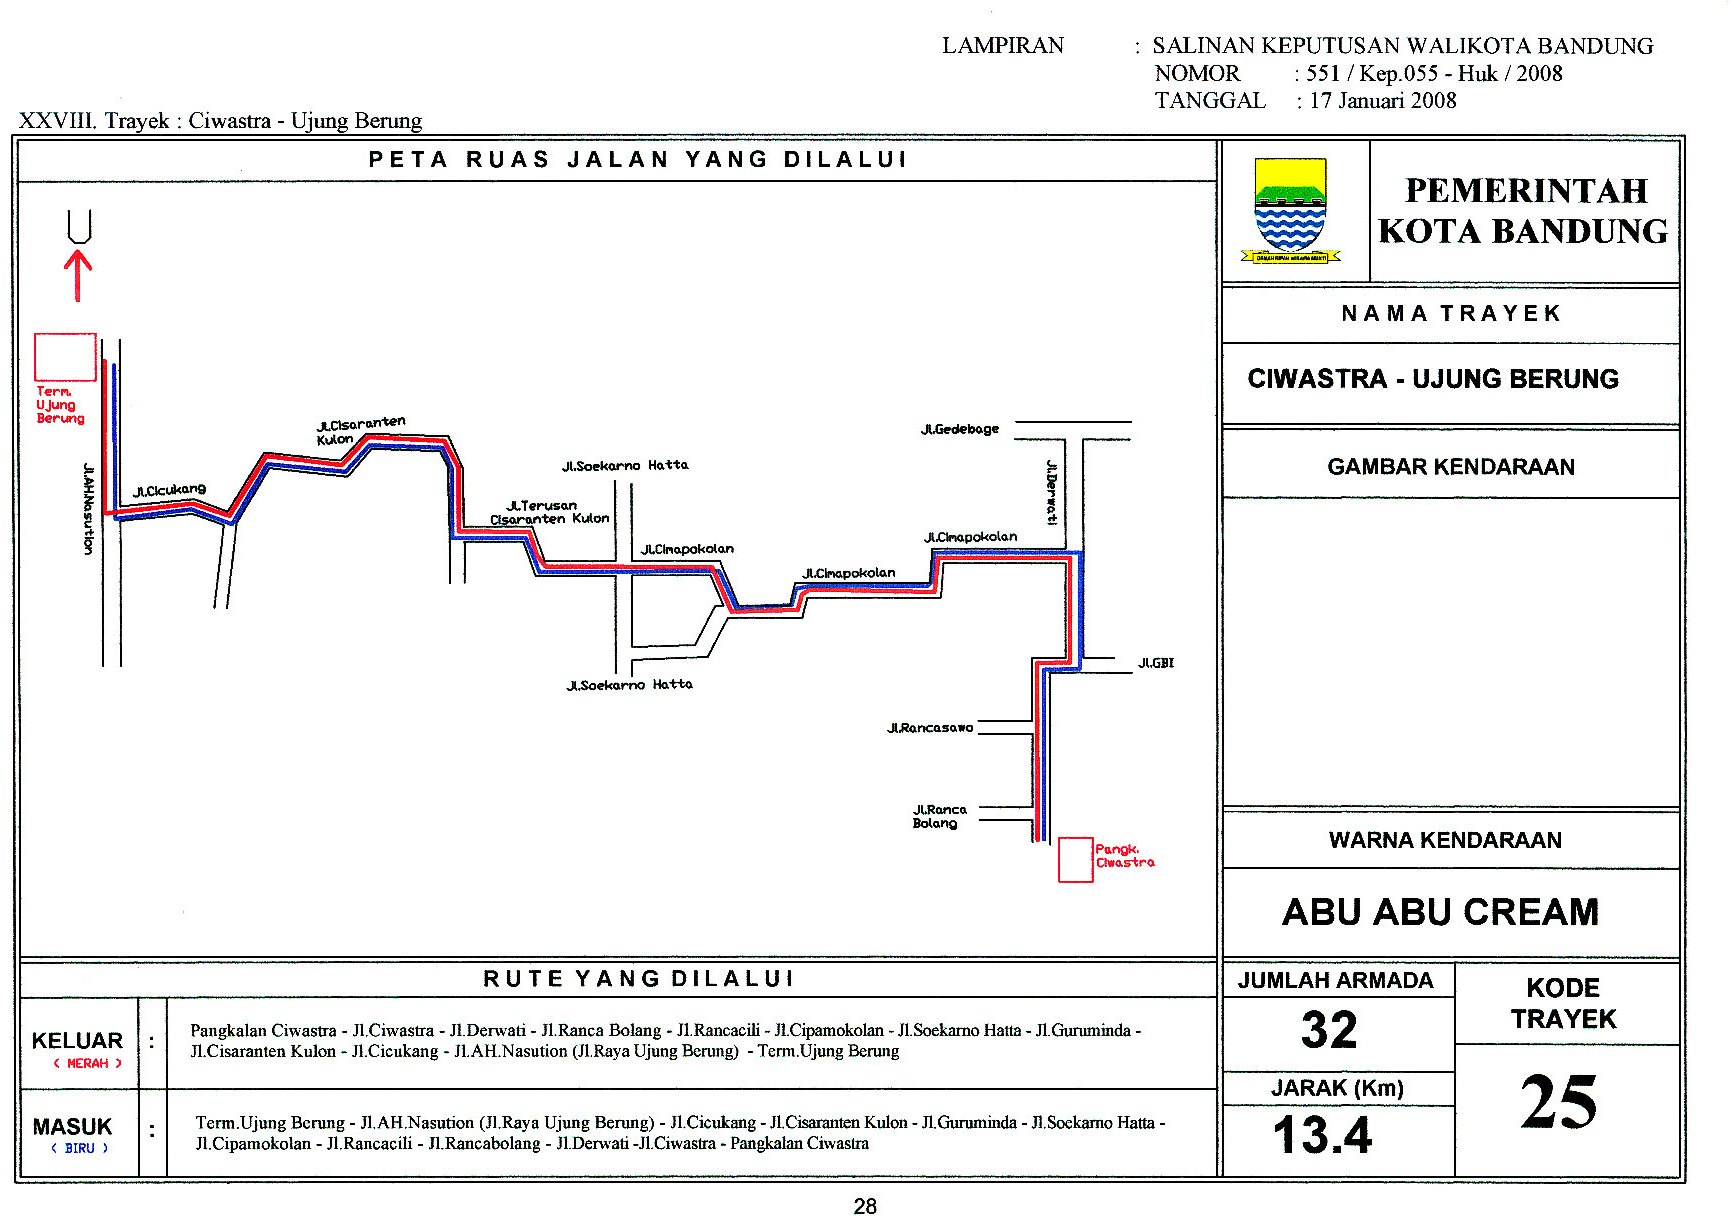 LAMPIRAN : SALINAN KEPUTUSAN WALIKOTA BANDUNG
NOMOR : 551 / Kep.055 - Huk / 2008
TANGGAL : 17 Januari 2008
XXVIII. Trayek : Ciwastra - Ujung Berung
PETA RUAS JALAN YANG DILALUI
U
Term.
Ujung
Berung
Jl.AH.Nasution
Jl.Cicukang
Jl.Cisaranten
Kulon
Jl.Terusan
Cisaranten Kulon
Jl.Soekarno Hatta
Jl.Cinapokolan
Jl.Soekarno Hatta
Jl.Cinapokolan
Jl.Cinapokolan
Jl.Gedebage
Jl.Derwati
Jl.GBI
Jl.Rancasawo
Jl.Ranca
Bolang
Pangk.
Ciwastra
PEMERINTAH
KOTA BANDUNG
NAMA TRAYEK
CIWASTRA - UJUNG BERUNG
GAMBAR KENDARAAN
WARNA KENDARAAN
ABU ABU CREAM
JUMLAH ARMADA
32
JARAK (Km)
13.4
KODE
TRAYEK
25
RUTE YANG DILALUI
KELUAR :
( MERAH )
Pangkalan Ciwastra - Jl.Ciwastra - Jl.Derwati - Jl.Ranca Bolang - Jl.Rancacili - Jl.Cipamokolan - Jl.Soekarno Hatta - Jl.Guruminda -
Jl.Cisaranten Kulon - Jl.Cicukang - Jl.AH.Nasution (Jl.Raya Ujung Berung) - Term.Ujung Berung
MASUK :
( BIRU )
Term.Ujung Berung - Jl.AH.Nasution (Jl.Raya Ujung Berung) - Jl.Cicukang - Jl.Cisaranten Kulon - Jl.Guruminda - Jl.Soekarno Hatta -
Jl.Cipamokolan - Jl.Rancacili - Jl.Rancabolang - Jl.Derwati -Jl.Ciwastra - Pangkalan Ciwastra
28